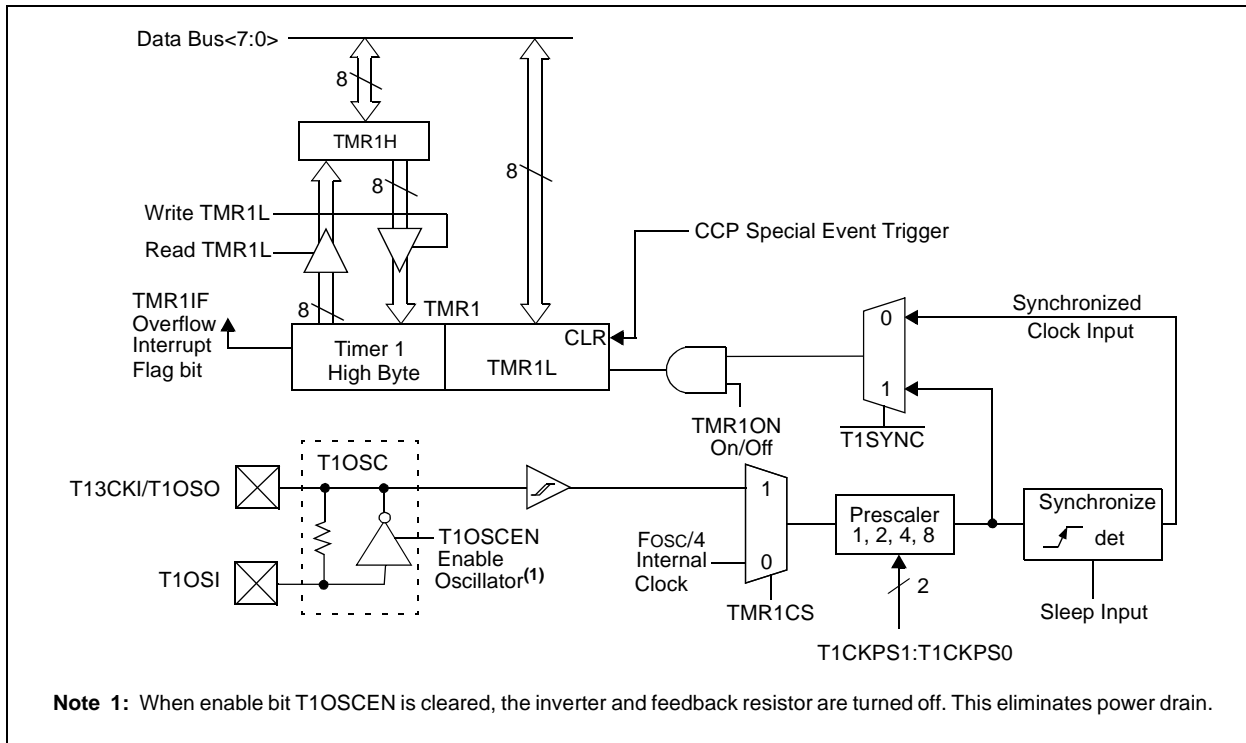 Data Bus<7:0>
8
TMR1H
8
8
Write TMR1L
Read TMR1L
CCP Special Event Trigger
8
TMR1IF
Overflow
Interrupt
Flag bit
TMR1
Timer 1
High Byte
TMR1L
CLR
0
1
Synchronized
Clock Input
TMR1ON
On/Off
T1SYNC
T1OSC
T13CKI/T1OSO
T1OSI
T1OSCEN
Enable
Oscillator(1)
FOSC/4
Internal
Clock
1
0
TMR1CS
Prescaler
1, 2, 4, 8
2
T1CKPS1:T1CKPS0
Synchronize
det
Sleep Input
Note 1: When enable bit T1OSCEN is cleared, the inverter and feedback resistor are turned off. This eliminates power drain.